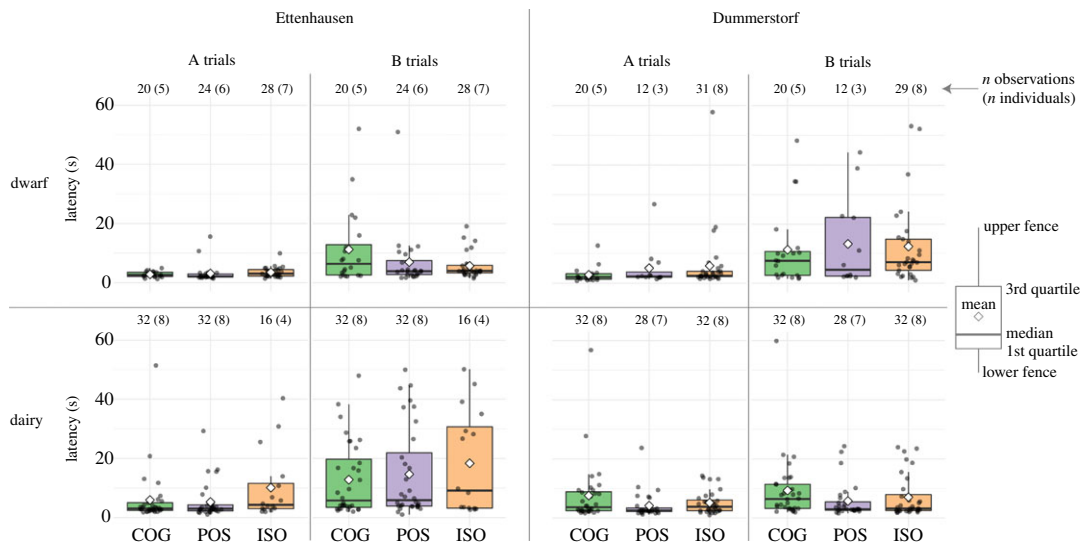 Ettenhausen Dummerstorf
A trials B trials A trials B trials
20 (5) 24 (6) 28 (7) 20 (5) 24 (6) 28 (7) 20 (5) 12 (3) 31 (8) 20 (5) 12 (3) 29 (8)
n observations
(n individuals)
60
40
dwarf
latency (s)
20
0
32 (8) 32 (8) 16 (4) 32 (8) 32 (8) 16 (4) 32 (8) 28 (7) 32 (8) 32 (8) 28 (7) 32 (8)
60
40
dairy
latency (s)
20
0
COG POS ISO COG POS ISO COG POS ISO COG POS ISO
upper fence
3rd quartile
mean
median
1st quartile
lower fence